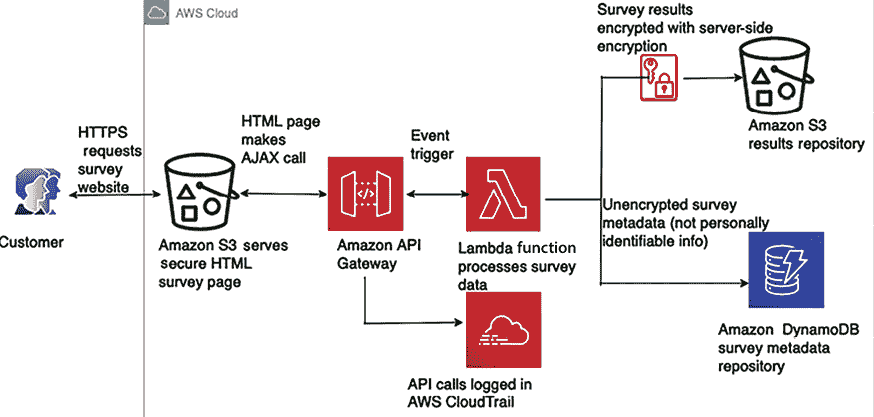 AWS Cloud
Survey results
encrypted with server-side
encryption
Amazon S3
results repository
HTTPS
requests
survey
website
Customer
HTML page
makes
AJAX call
Amazon S3 serves
secure HTML
survey page
Event
trigger
Amazon API
Gateway
Lambda function
processes survey
data
Unencrypted survey
metadata (not personally
identifiable info)
Amazon DynamoDB
survey metadata
repository
API calls logged in
AWS CloudTrail